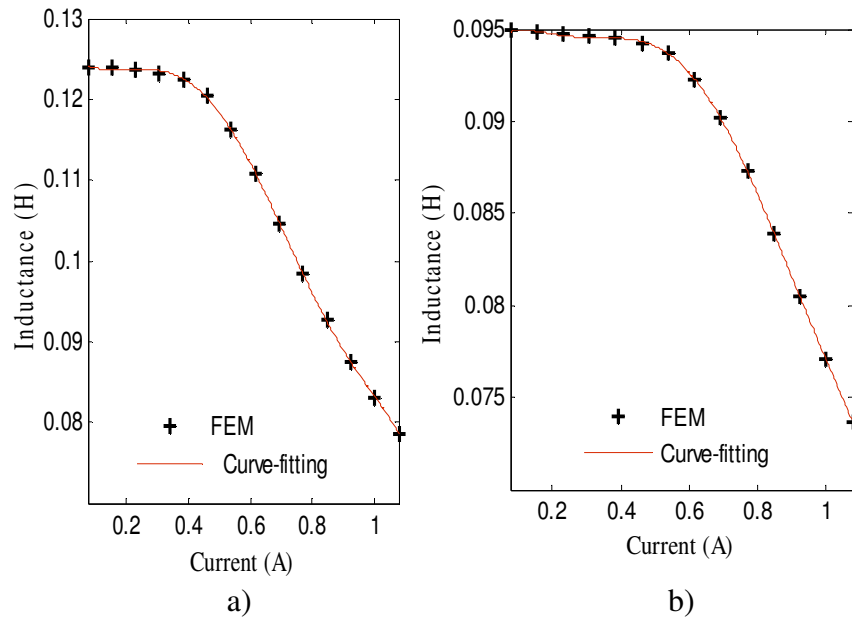 0.13
0.12
0.11
0.1
0.09
0.08
Inductance (H)
FEM
Curve-fitting
0.2 0.4 0.6 0.8 1
Current (A)
a)
0.095
0.09
0.085
0.08
0.075
Inductance (H)
FEM
Curve-fitting
0.2 0.4 0.6 0.8 1
Current (A)
b)